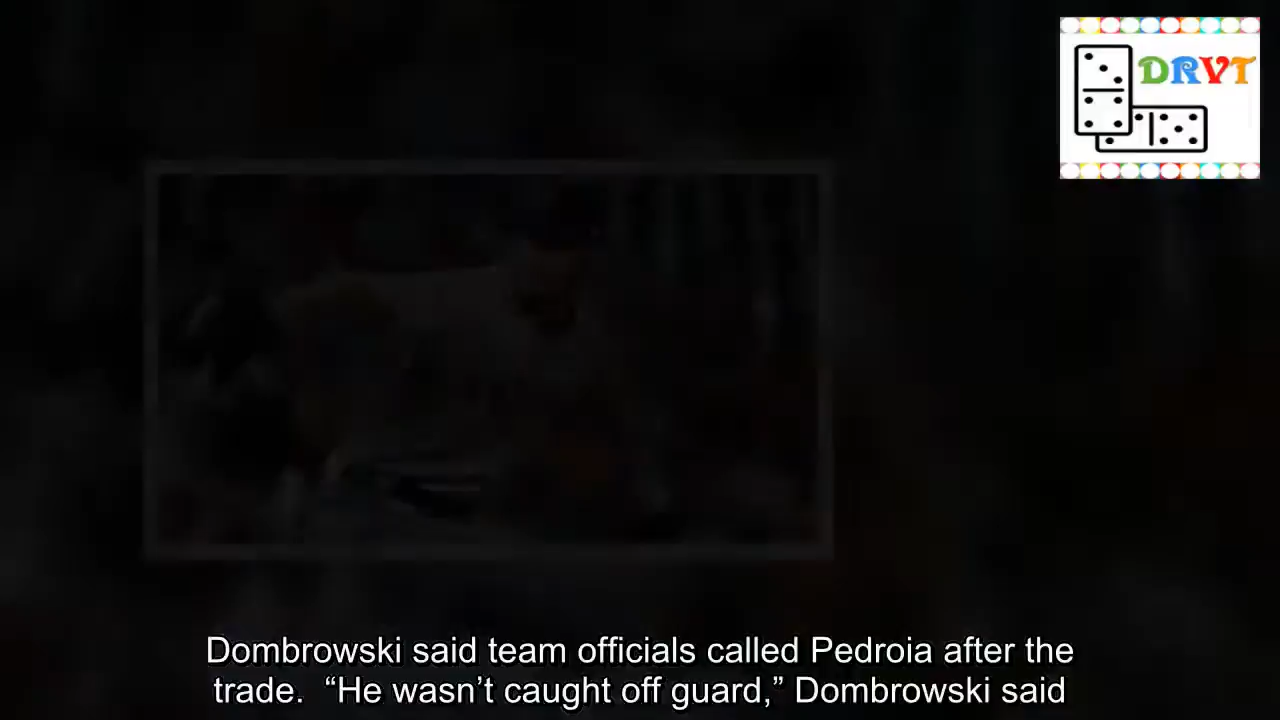 DRVT
Dombrowski said team officials called Pedroia after the
trade.  “He wasn’t caught off guard,” Dombrowski said